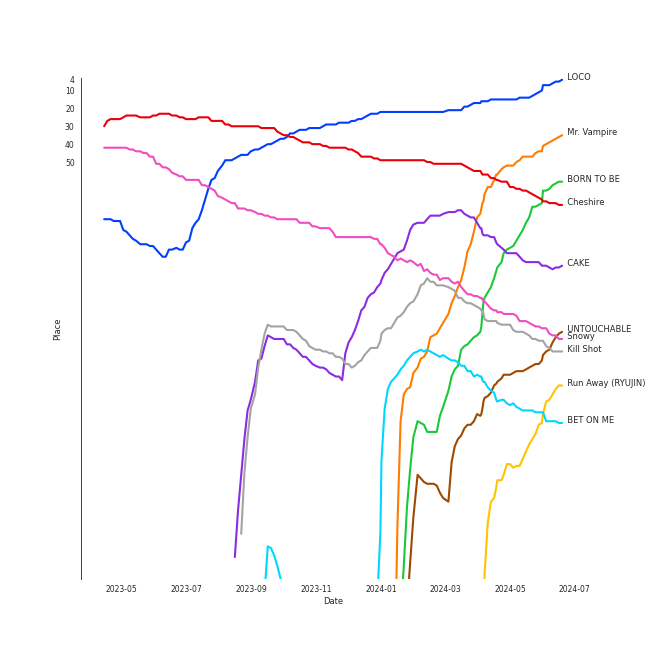 LOCO
Mr. Vampire
BORN TO BE
Cheshire
CAKE
UNTOUCHABLE
Snowy
Kill Shot
Run Away (RYUJIN)
BET ON ME
4
10
20
30
40
50
Place
2023-05 2023-07 2023-09 2023-11 2024-01 2024-03 2024-05 2024-07
Date